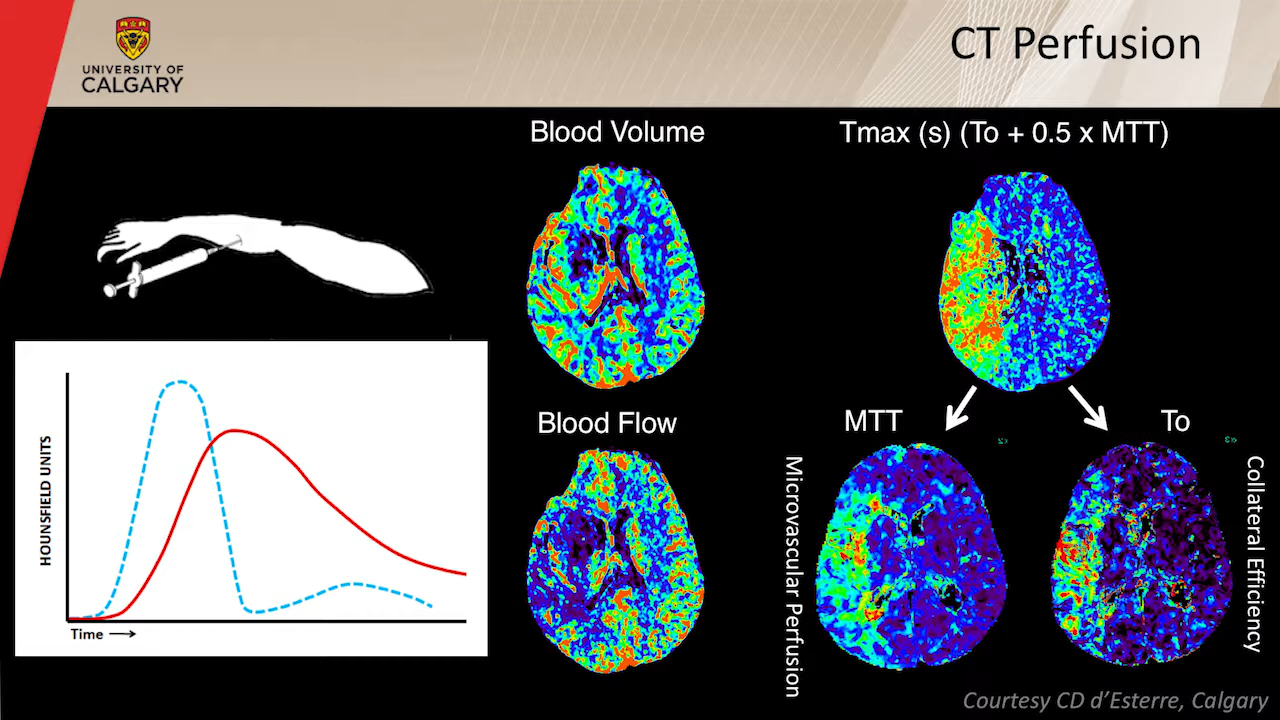 UNIVERSITY OF
CALGARY
CT Perfusion
Blood Volume
Tmax (s) (To + 0.5 x MTT)
HOUNSFIELD UNITS
Time
Blood Flow
MTT
To
Microvascular Perfusion
Collateral Efficiency
Courtesy CD d’Esterre, Calgary